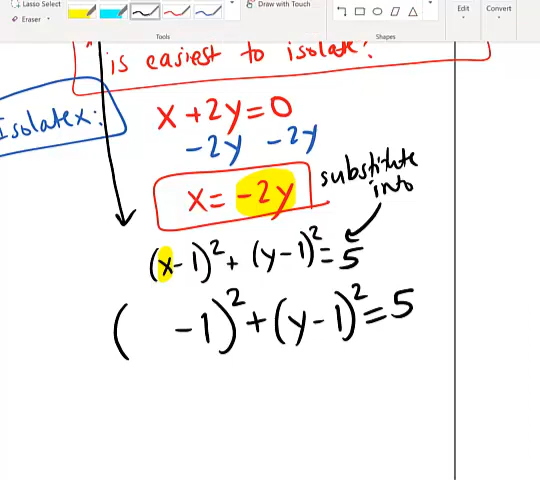 Lasso Select
Eraser
Draw with Touch
Edit
Convert
Tools
Shapes
is easiest to isolate?
Isolate x:
x + 2y = 0
-2y -2y
x = -2y
substitute
into
(x - 1)² + (y - 1)² = 5
( - 1)² + (y - 1)² = 5